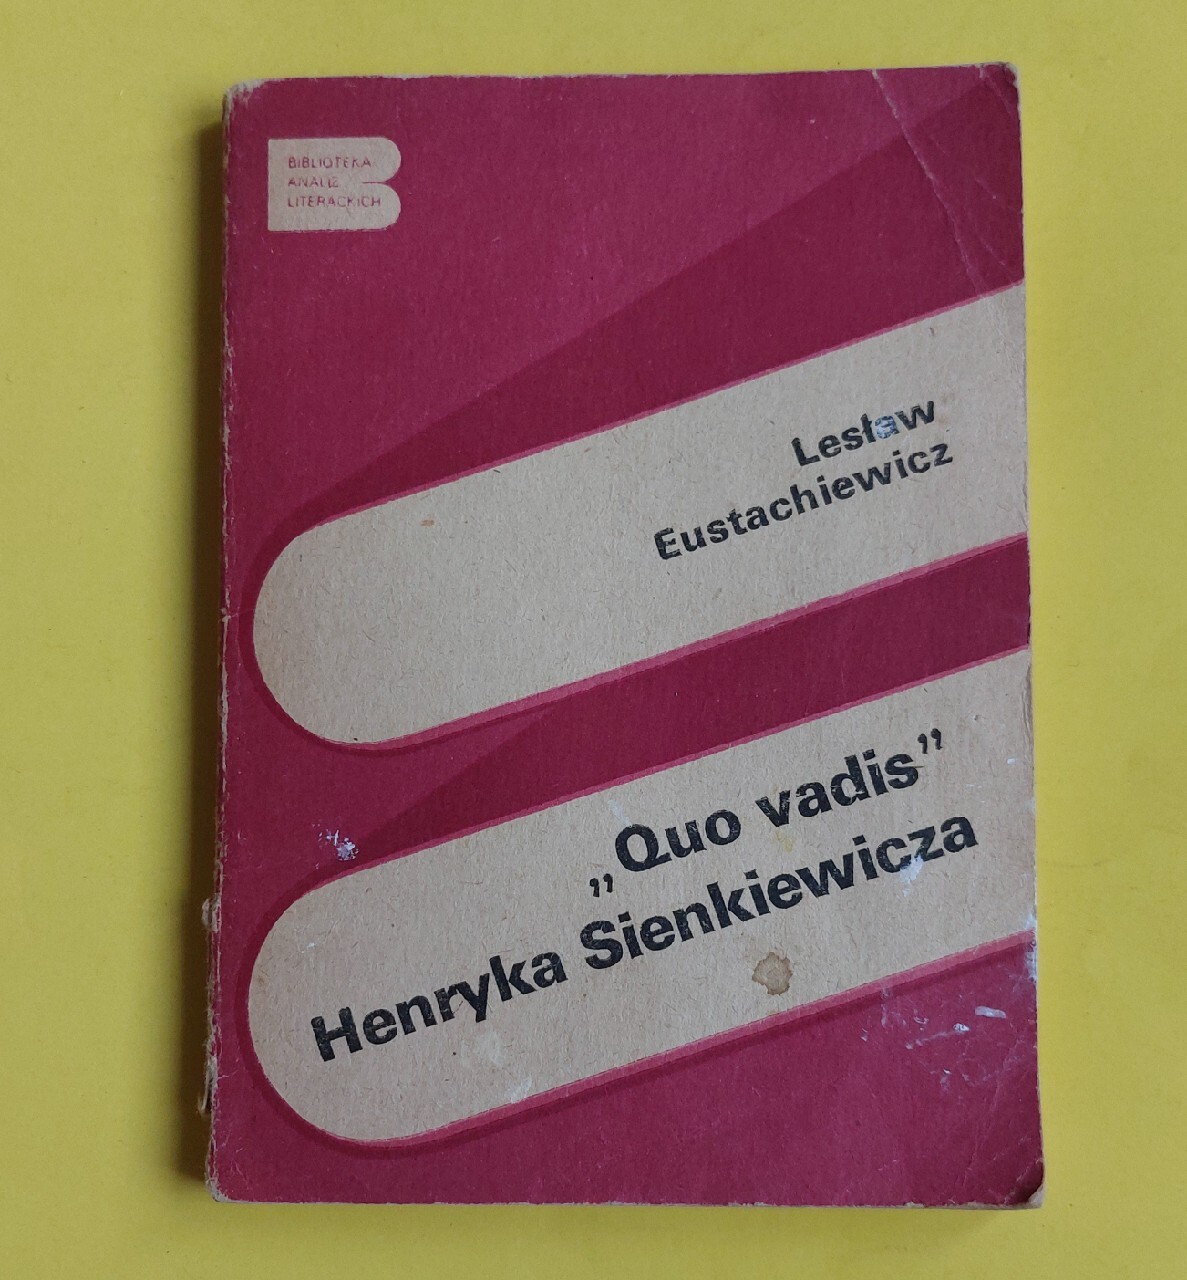 BIBLIOTEKA
ANALIZ
LITERACKICH
Lesław
Eustachiewicz
„Quo vadis”
Henryka Sienkiewicza